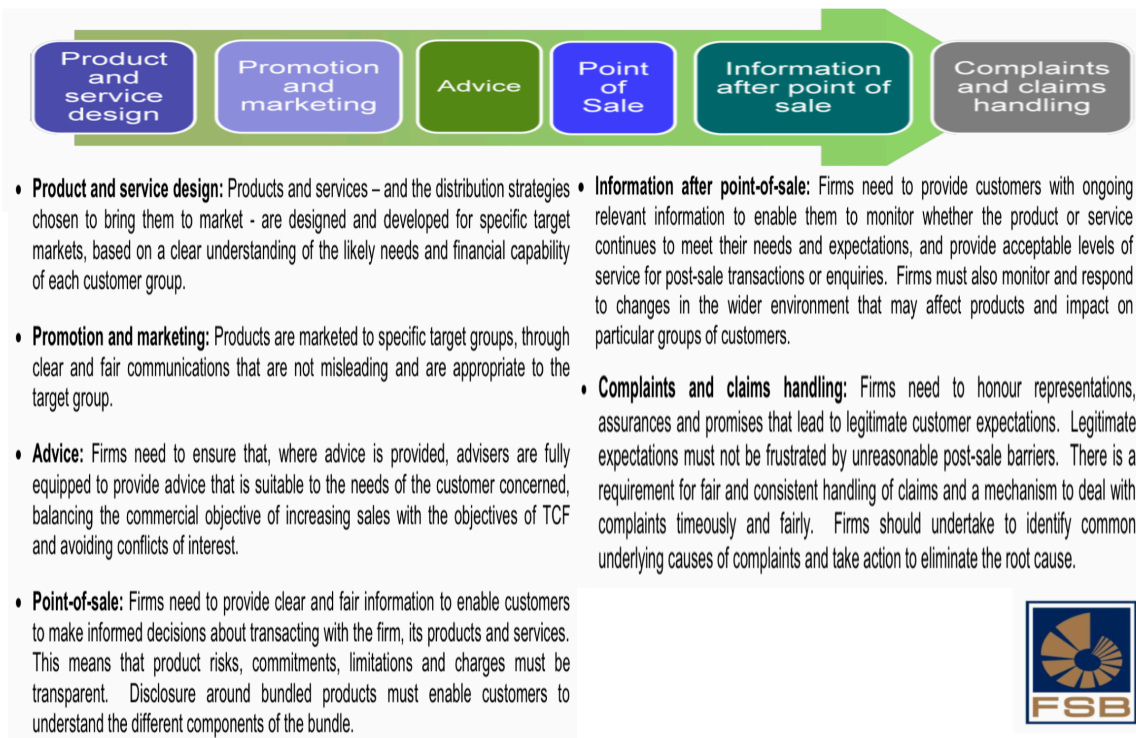 Product
and
service
design
Promotion
and
marketing
Advice
Point
of
Sale
Information
after point of
sale
Complaints
and claims
handling
• Product and service design: Products and services – and the distribution strategies
chosen to bring them to market - are designed and developed for specific target
markets, based on a clear understanding of the likely needs and financial capability
of each customer group.
• Promotion and marketing: Products are marketed to specific target groups, through
clear and fair communications that are not misleading and are appropriate to the
target group.
• Advice: Firms need to ensure that, where advice is provided, advisers are fully
equipped to provide advice that is suitable to the needs of the customer concerned,
balancing the commercial objective of increasing sales with the objectives of TCF
and avoiding conflicts of interest.
• Point-of-sale: Firms need to provide clear and fair information to enable customers
to make informed decisions about transacting with the firm, its products and services.
This means that product risks, commitments, limitations and charges must be
transparent. Disclosure around bundled products must enable customers to
understand the different components of the bundle.
• Information after point-of-sale: Firms need to provide customers with ongoing
relevant information to enable them to monitor whether the product or service
continues to meet their needs and expectations, and provide acceptable levels of
service for post-sale transactions or enquiries. Firms must also monitor and respond
to changes in the wider environment that may affect products and impact on
particular groups of customers.
• Complaints and claims handling: Firms need to honour representations,
assurances and promises that lead to legitimate customer expectations. Legitimate
expectations must not be frustrated by unreasonable post-sale barriers. There is a
requirement for fair and consistent handling of claims and a mechanism to deal with
complaints timeously and fairly. Firms should undertake to identify common
underlying causes of complaints and take action to eliminate the root cause.
FSB